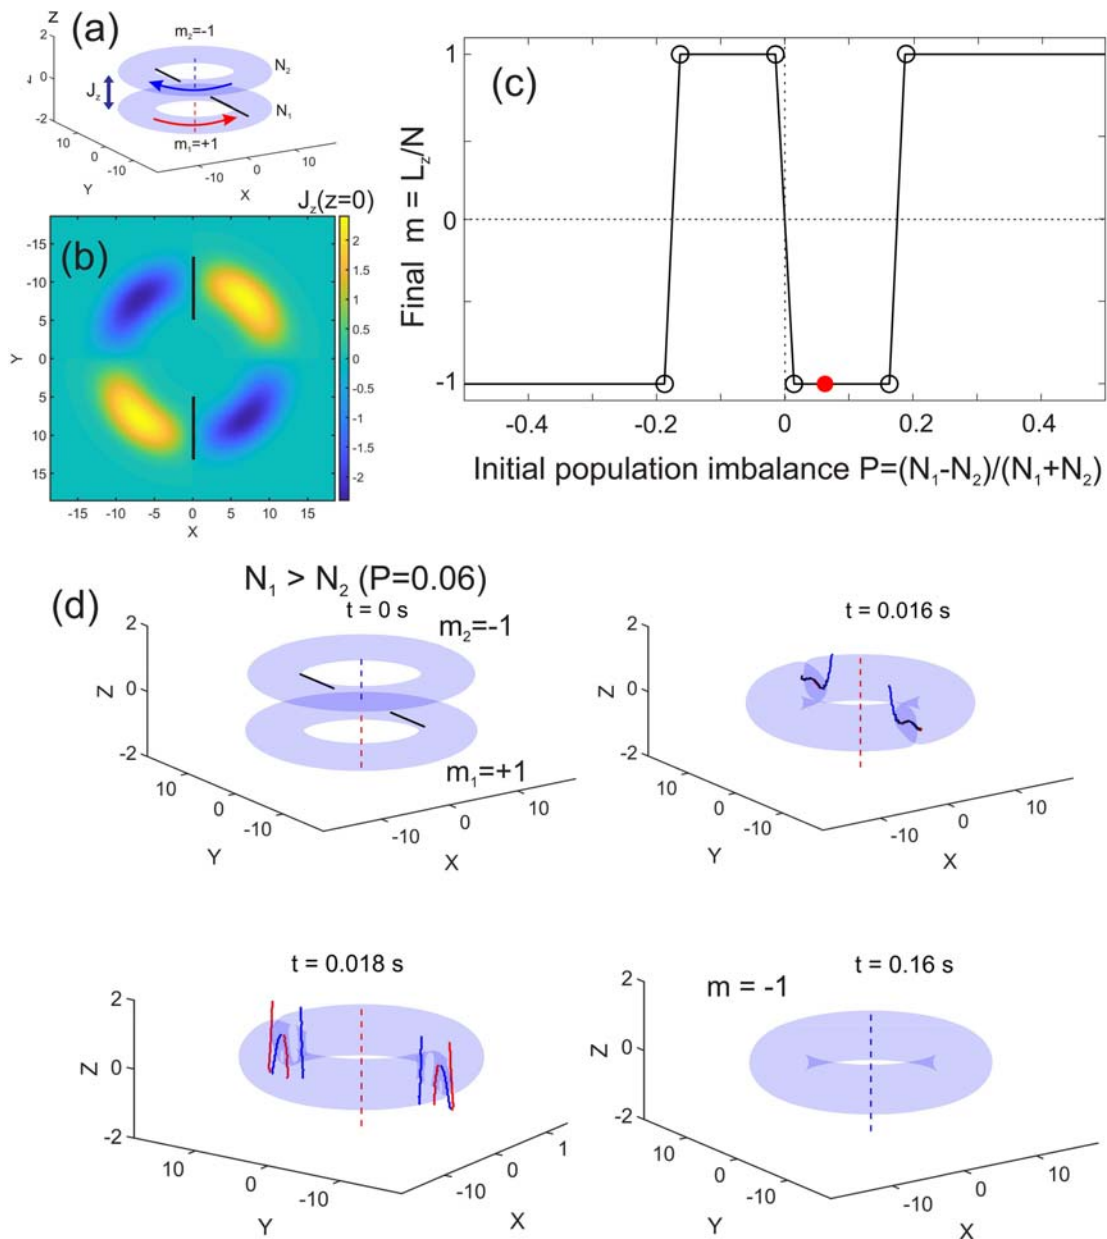 (a)
z
2
0
-2
m₂=-1
N₂
J_z
N₁
m₁=+1
10
0
-10
Y
-10
0
10
X
(b)
J_z(z=0)
-15
-10
5
0
5
10
15
Y
-15
-10
-5
0
5
10
15
X
2
1.5
1
0.5
0
-0.5
-1
-1.5
-2
(c)
Final m = L_z/N
1
0
-1
-0.4
-0.2
0
0.2
0.4
Initial population imbalance P=(N₁-N₂)/(N₁+N₂)
(d)
N₁ > N₂ (P=0.06)
t = 0 s
m₂=-1
m₁=+1
2
0
-2
Z
10
0
-10
Y
-10
0
10
X
t = 0.016 s
2
0
-2
Z
10
0
-10
Y
-10
0
10
X
t = 0.018 s
2
0
-2
Z
10
0
-10
Y
-10
0
1
X
m = -1
t = 0.16 s
2
0
-2
Z
10
0
-10
Y
-10
0
10
X